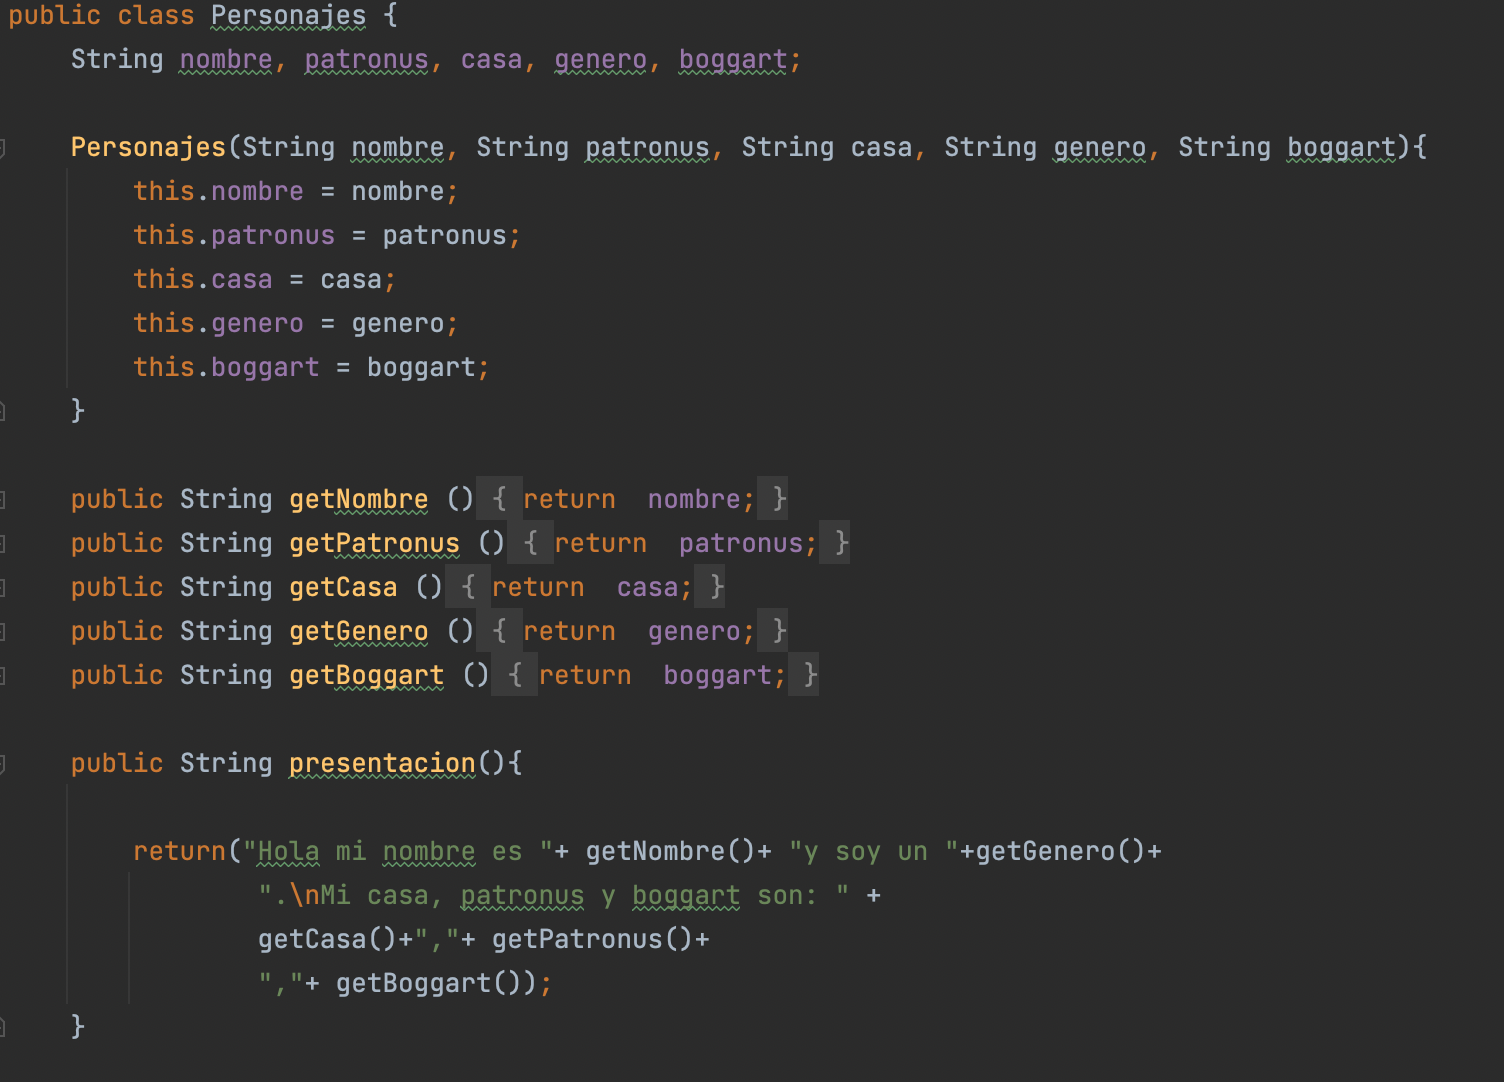 public class Personajes {
String nombre, patronus, casa, genero, boggart;
Personajes(String nombre, String patronus, String casa, String genero, String boggart){
this.nombre = nombre;
this.patronus = patronus;
this.casa = casa;
this.genero = genero;
this.boggart = boggart;
}
public String getNombre () { return  nombre; }
public String getPatronus () { return  patronus; }
public String getCasa () { return  casa; }
public String getGenero () { return  genero; }
public String getBoggart () { return  boggart; }
public String presentacion(){
return("Hola mi nombre es "+ getNombre()+ "y soy un "+getGenero()+
".\nMi casa, patronus y boggart son: " +
getCasa()+","+ getPatronus()+
","+ getBoggart());
}